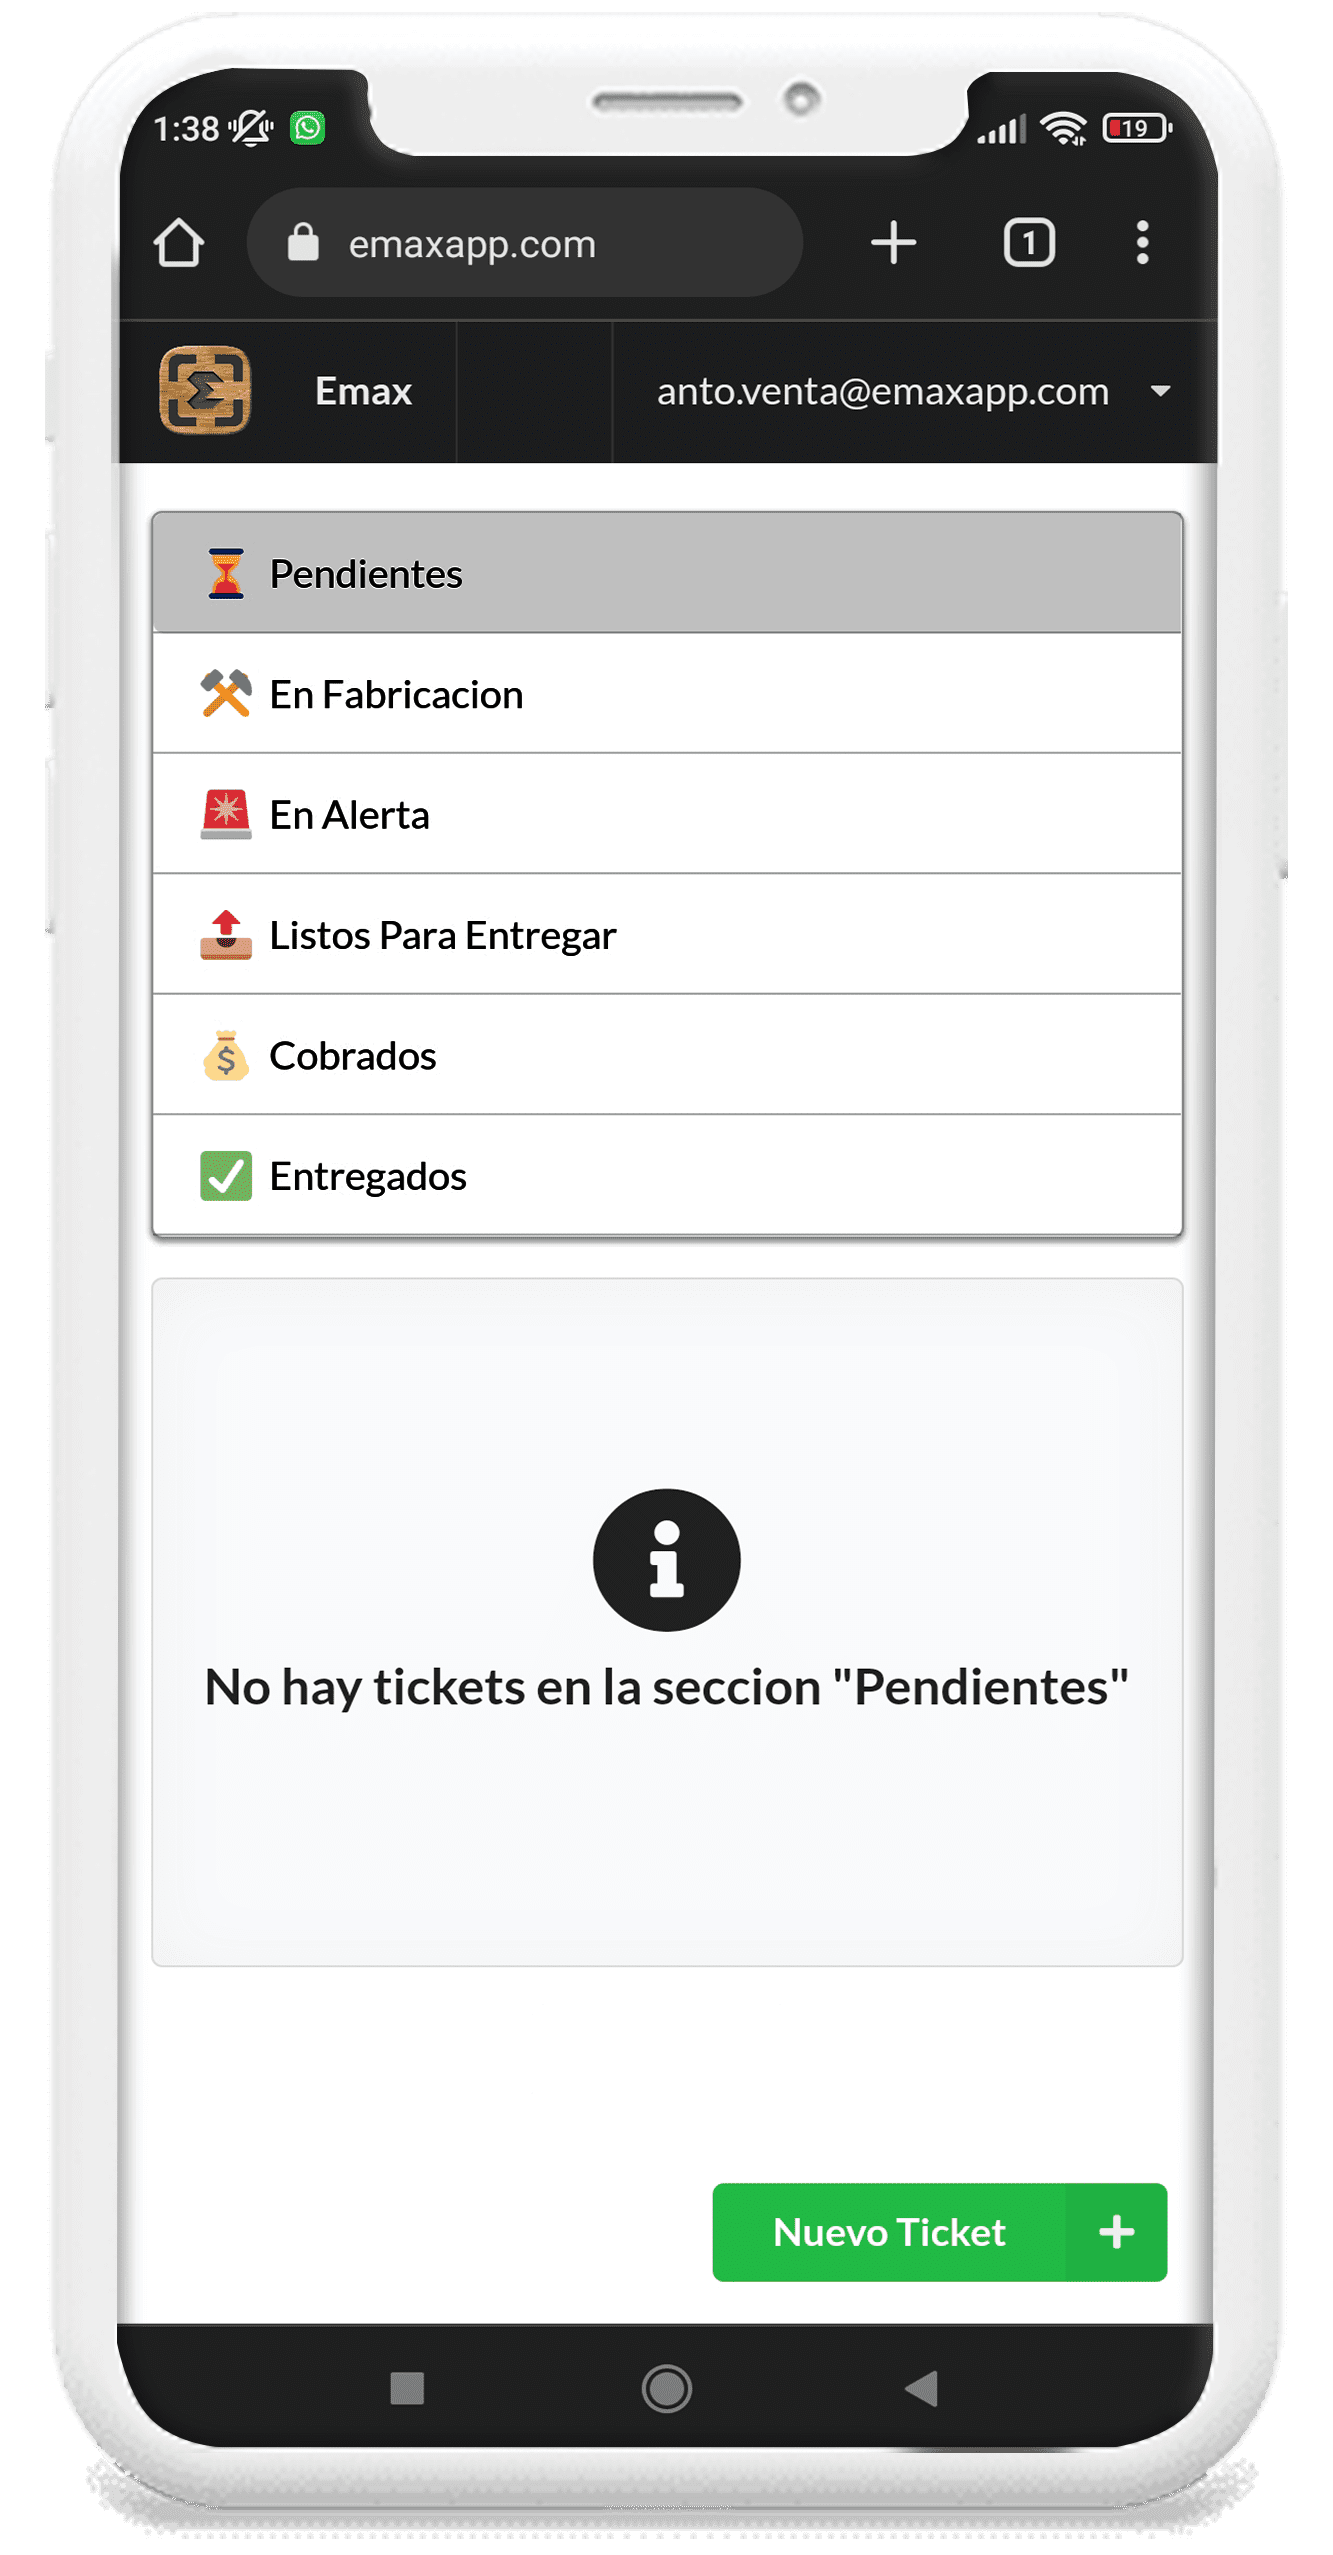 1:38
19
emaxapp.com
1
Emax
anto.venta@emaxapp.com
Pendientes
En Fabricacion
En Alerta
Listos Para Entregar
Cobrados
Entregados
No hay tickets en la seccion "Pendientes"
Nuevo Ticket